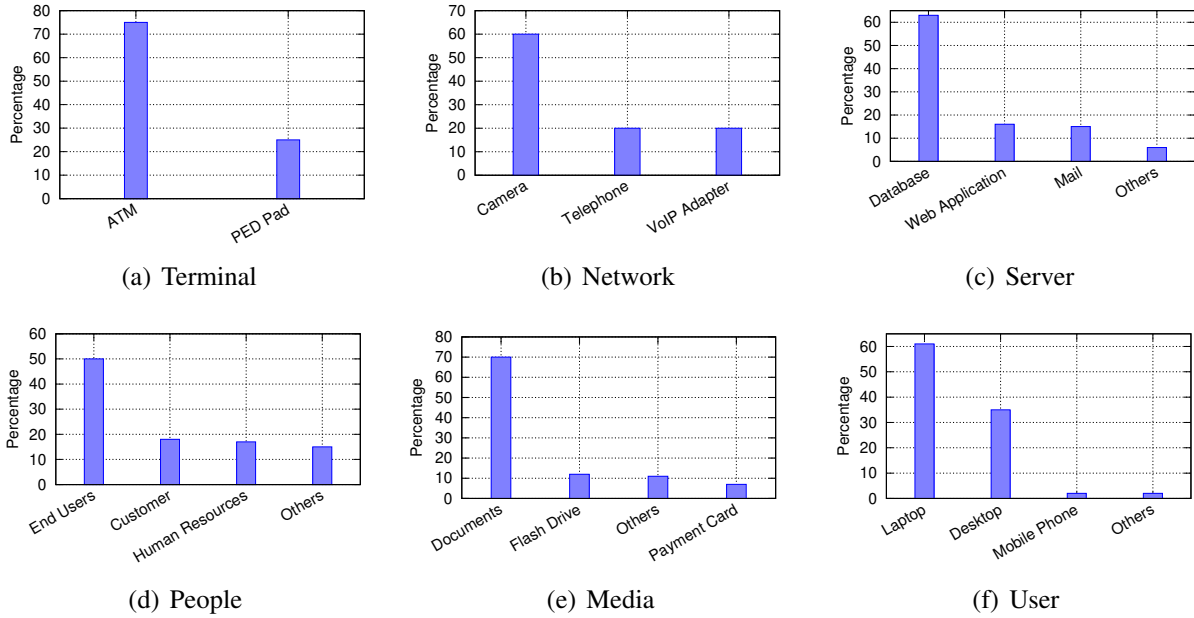 Percentage
80
70
60
50
40
30
20
10
0
ATM
PED Pad
(a) Terminal
Percentage
70
60
50
40
30
20
10
0
Camera
Telephone
VoIP Adapter
(b) Network
Percentage
60
50
40
30
20
10
0
Database
Web Application
Mail
Others
(c) Server
Percentage
60
50
40
30
20
10
0
End Users
Customer
Human Resources
Others
(d) People
Percentage
80
70
60
50
40
30
20
10
0
Documents
Flash Drive
Others
Payment Card
(e) Media
Percentage
60
50
40
30
20
10
0
Laptop
Desktop
Mobile Phone
Others
(f) User